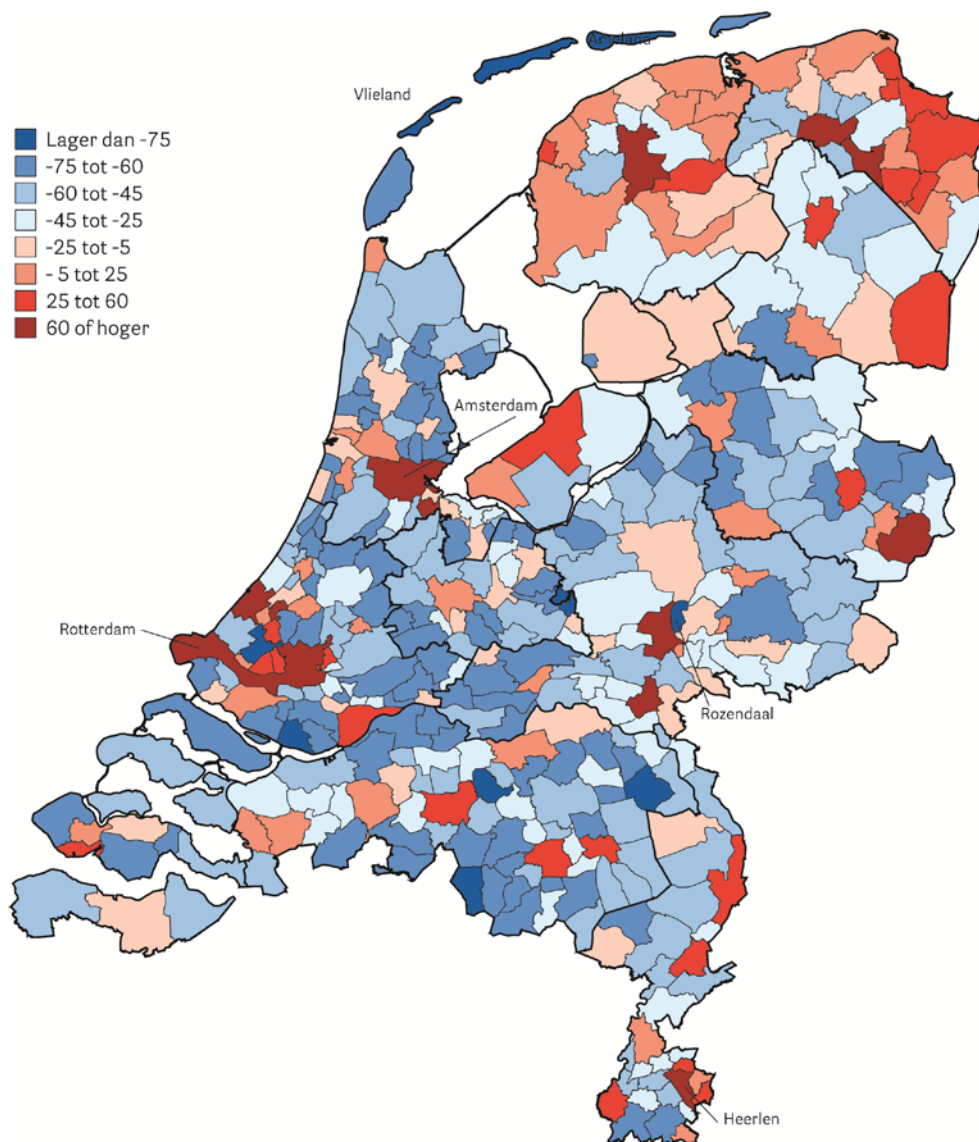 Ameland
Vlieland
Lager dan -75
-75 tot -60
-60 tot -45
-45 tot -25
-25 tot -5
- 5 tot 25
25 tot 60
60 of hoger
Amsterdam
Rotterdam
Rozendaal
Heerlen